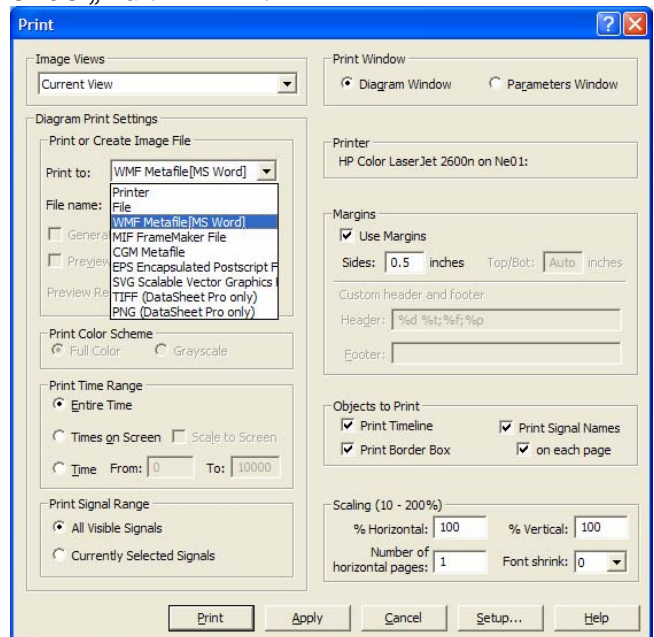 Print
Image Views
Current View
Diagram Print Settings
Print or Create Image File
Print to: WMF Metafile[MS Word]
File name:
Printer
File
WMF Metafile[MS Word]
MIF FrameMaker File
CGM Metafile
EPS Encapsulated Postscript F
SVG Scalable Vector Graphics
TIFF (DataSheet Pro only)
PNG (DataSheet Pro only)
Print Color Scheme
Full Color Grayscale
Print Time Range
Entire Time
Times on Screen Scale to Screen
Time From: 0 To: 10000
Print Signal Range
All Visible Signals
Currently Selected Signals
Print Window
Diagram Window Parameters Window
Printer
HP Color LaserJet 2600n on Ne01:
Margins
Use Margins
Sides: 0.5 inches Top/Bot: Auto inches
Custom header and footer
Header: %d %t;%f;%p
Footer:
Objects to Print
Print Timeline Print Signal Names
Print Border Box on each page
Scaling (10 - 200%)
% Horizontal: 100 % Vertical: 100
Number of
horizontal pages: 1 Font shrink: 0
Print Apply Cancel Setup... Help